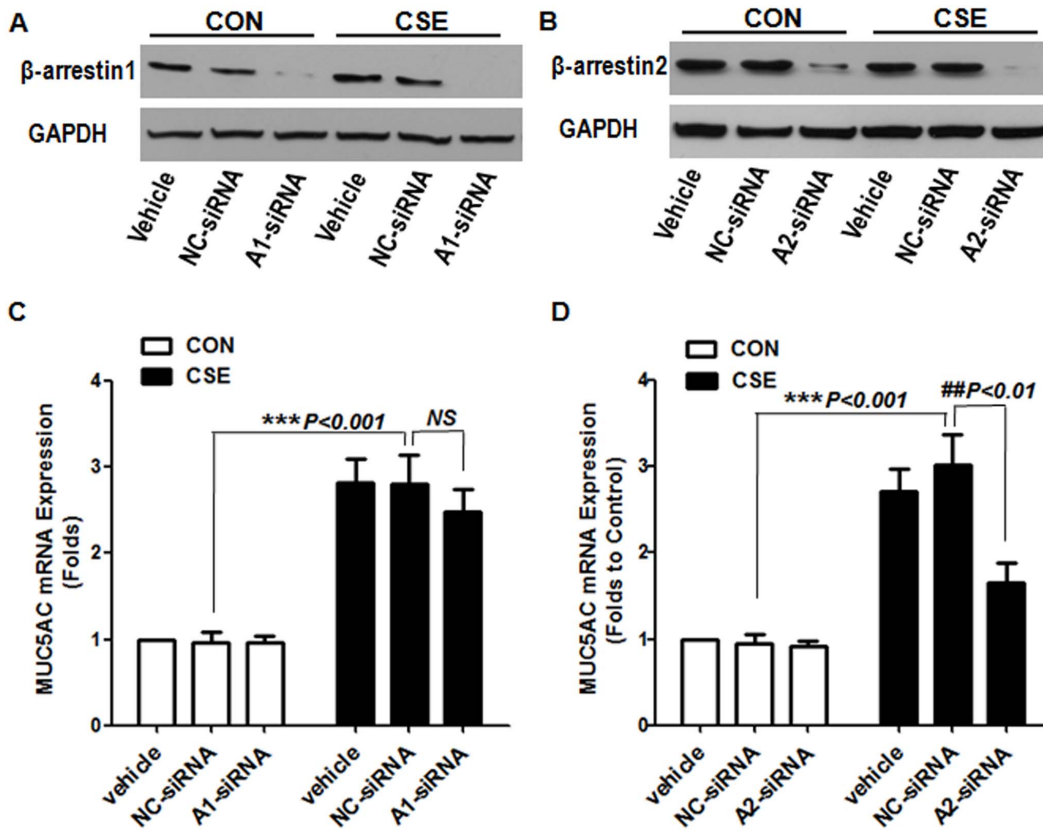 A
CON CSE
β-arrestin1
GAPDH
Vehicle NC-siRNA A1-siRNA Vehicle NC-siRNA A1-siRNA
B
CON CSE
β-arrestin2
GAPDH
Vehicle NC-siRNA A2-siRNA Vehicle NC-siRNA A2-siRNA
C
CON
CSE
MUC5AC mRNA Expression
(Folds)
4
3
2
1
0
***P<0.001
NS
vehicle NC-siRNA A1-siRNA vehicle NC-siRNA A1-siRNA
D
CON
CSE
MUC5AC mRNA Expression
(Folds to Control)
4
3
2
1
0
***P<0.001
##P<0.01
vehicle NC-siRNA A2-siRNA vehicle NC-siRNA A2-siRNA